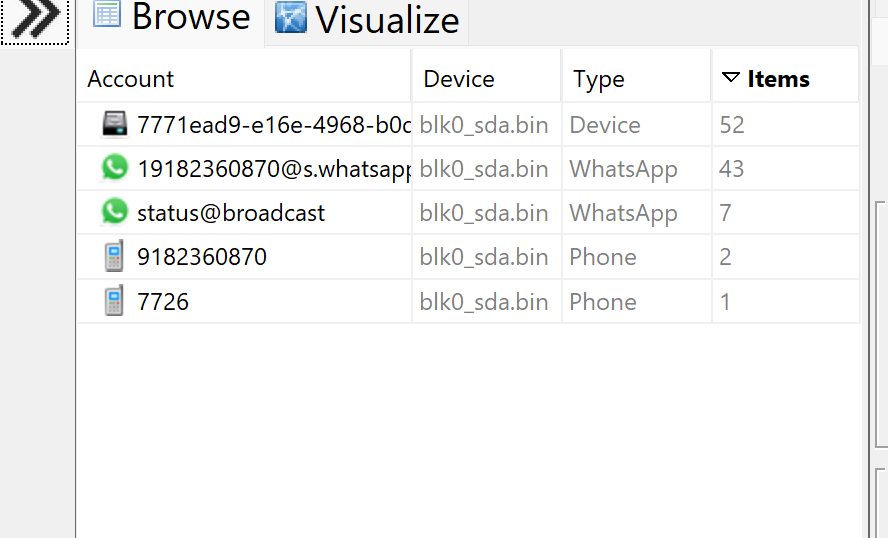 Browse Visualize
Account Device Type Items
7771ead9-e16e-4968-b0c blk0_sda.bin Device 52
19182360870@s.whatsapp blk0_sda.bin WhatsApp 43
status@broadcast blk0_sda.bin WhatsApp 7
9182360870 blk0_sda.bin Phone 2
7726 blk0_sda.bin Phone 1